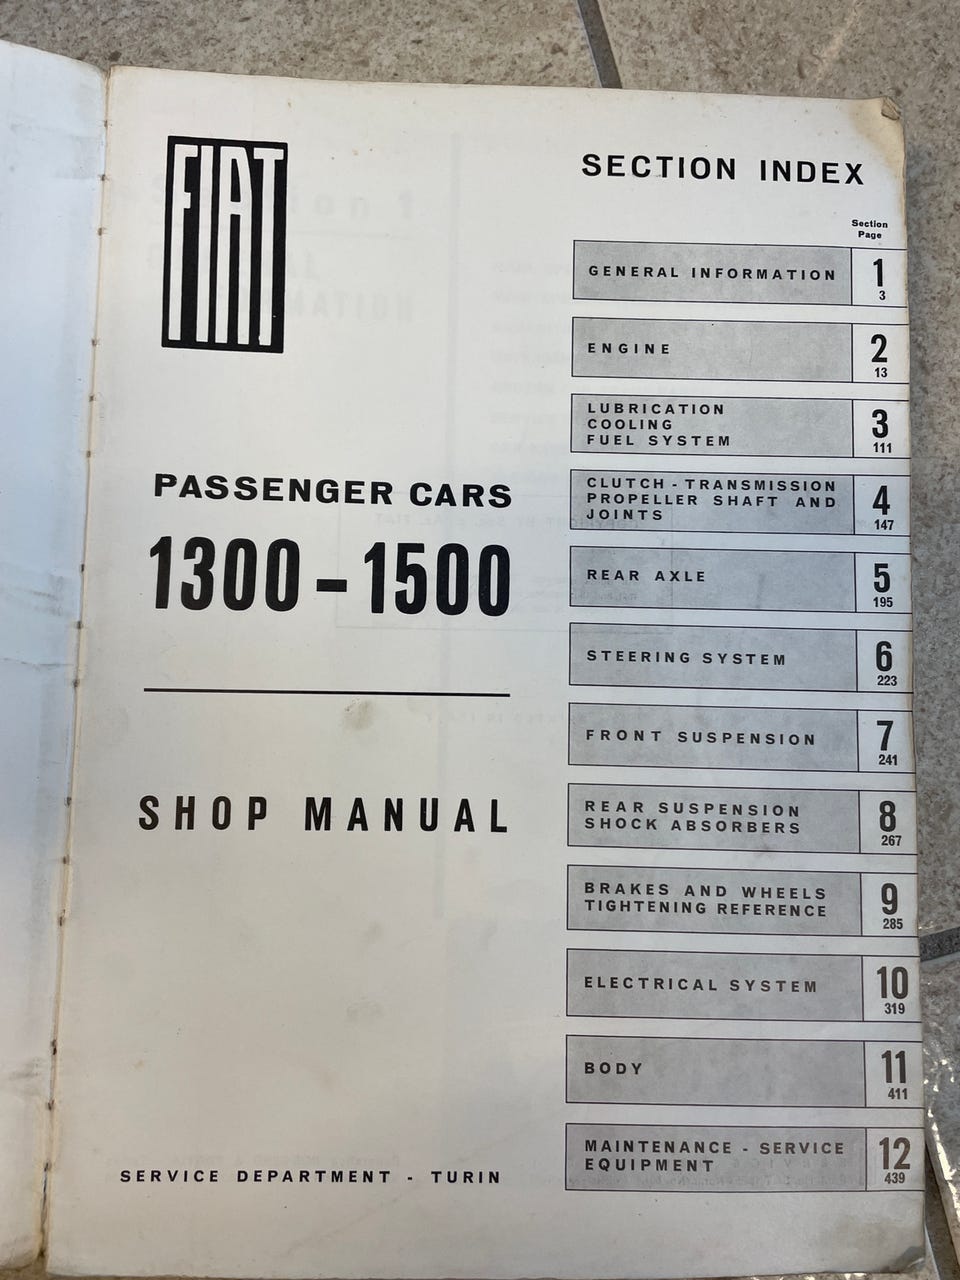 FIAT
PASSENGER CARS
1300 - 1500
SHOP MANUAL
SERVICE DEPARTMENT - TURIN
SECTION INDEX
Section
Page
GENERAL INFORMATION 1
3
ENGINE 2
13
LUBRICATION
COOLING 3
FUEL SYSTEM 111
CLUTCH - TRANSMISSION
PROPELLER SHAFT AND 4
JOINTS 147
REAR AXLE 5
195
STEERING SYSTEM 6
223
FRONT SUSPENSION 7
241
REAR SUSPENSION 8
SHOCK ABSORBERS 267
BRAKES AND WHEELS 9
TIGHTENING REFERENCE 285
ELECTRICAL SYSTEM 10
319
BODY 11
411
MAINTENANCE - SERVICE 12
EQUIPMENT 439